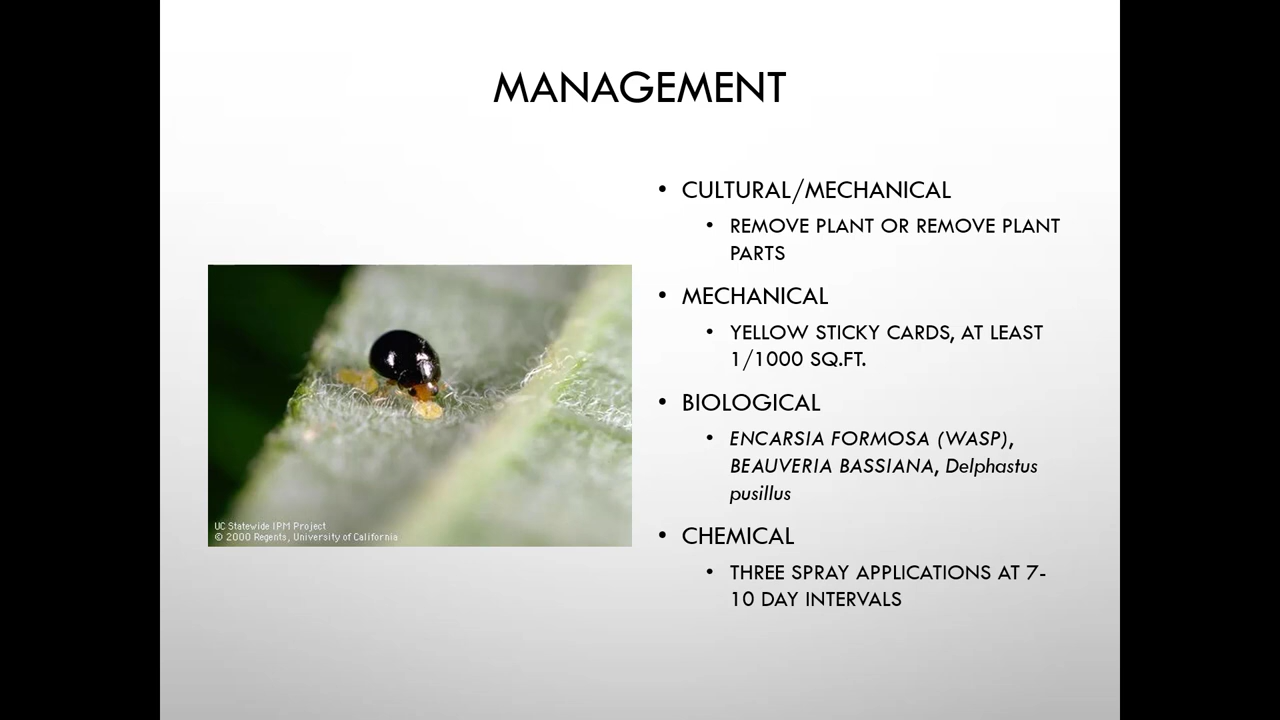 MANAGEMENT
• CULTURAL/MECHANICAL
• REMOVE PLANT OR REMOVE PLANT
PARTS
• MECHANICAL
• YELLOW STICKY CARDS, AT LEAST
1/1000 SQ.FT.
• BIOLOGICAL
• ENCARSIA FORMOSA (WASP),
BEAUVERIA BASSIANA, Delphastus
pusillus
• CHEMICAL
• THREE SPRAY APPLICATIONS AT 7-
10 DAY INTERVALS
UC Statewide IPM Project
© 2000 Regents, University of California